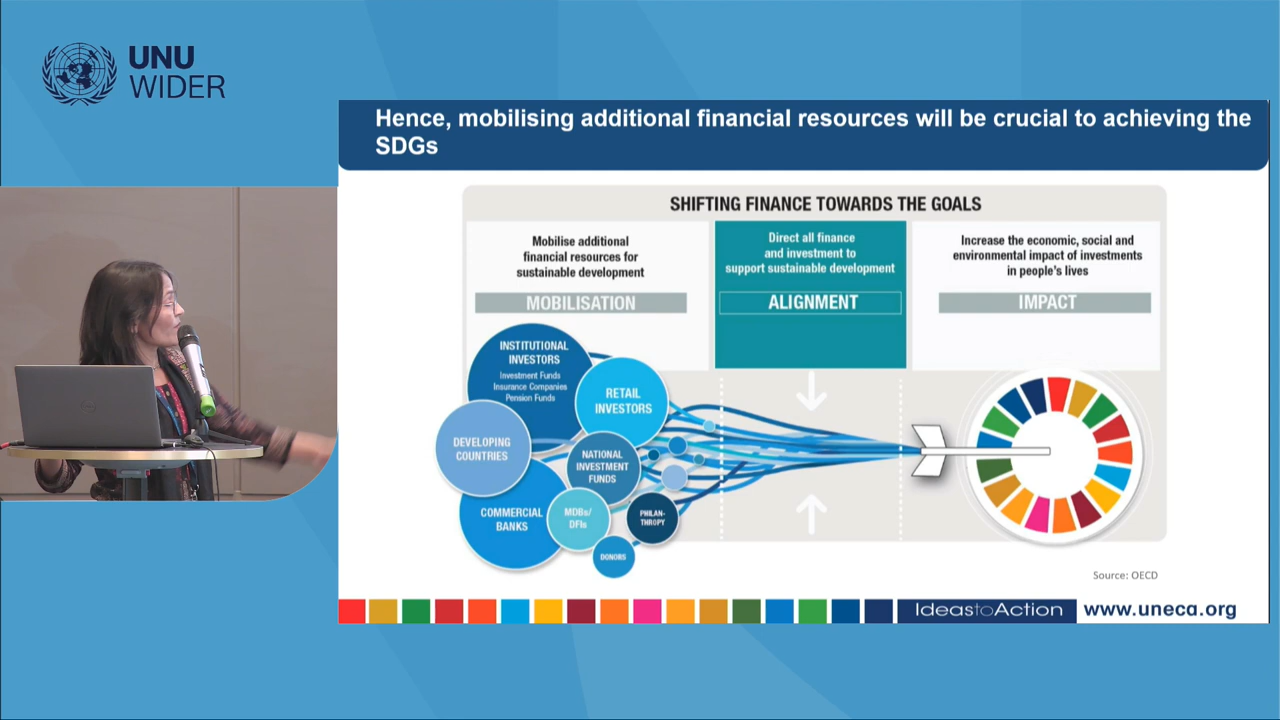 UNU
WIDER
Hence, mobilising additional financial resources will be crucial to achieving the
SDGs
SHIFTING FINANCE TOWARDS THE GOALS
Mobilise additional
financial resources for
sustainable development
MOBILISATION
Direct all finance
and investment to
support sustainable development
ALIGNMENT
Increase the economic, social and
environmental impact of investments
in people's lives
IMPACT
INSTITUTIONAL
INVESTORS
Investment Funds
Insurance Companies
Pension Funds
RETAIL
INVESTORS
DEVELOPING
COUNTRIES
NATIONAL
INVESTMENT
FUNDS
COMMERCIAL
BANKS
MDBs/
DFIs
PHILAN-
THROPY
DONORS
Source: OECD
IdeastoAction
www.uneca.org